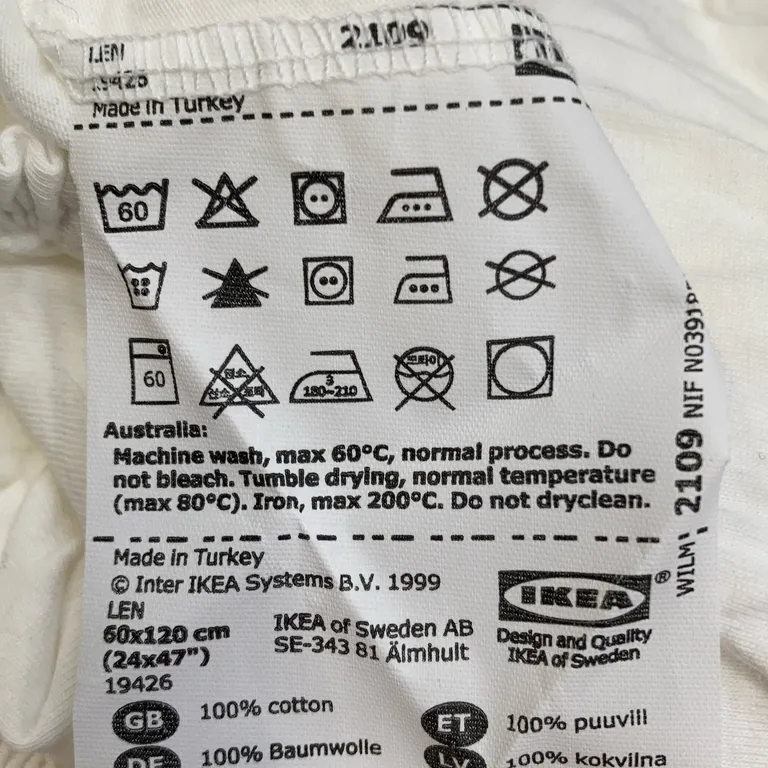 LEN
2109
19426
Made in Turkey
60
60
3
180~210
Australia:
Machine wash, max 60°C, normal process. Do
not bleach. Tumble drying, normal temperature
(max 80°C). Iron, max 200°C. Do not dryclean.
Made in Turkey
© Inter IKEA Systems B.V. 1999
LEN
60x120 cm
(24x47")
19426
IKEA of Sweden AB
SE-343 81 Älmhult
IKEA ®
Design and Quality
IKEA of Sweden
WILM 2109 NIF N0391
GB 100% cotton
ET 100% puuvill
DE 100% Baumwolle
LV 100% kokvilna